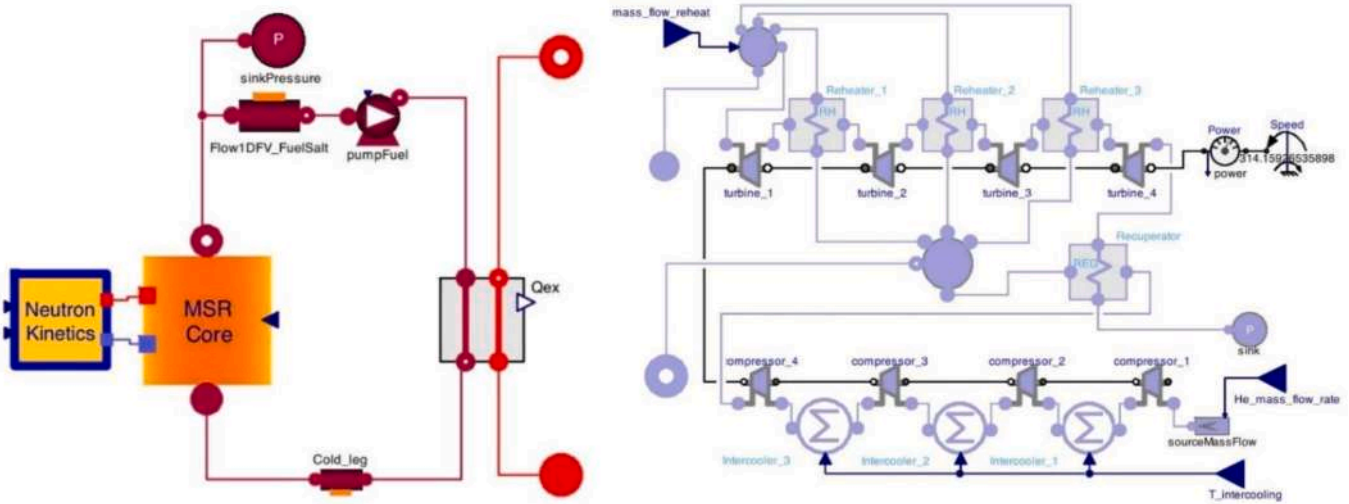 P
sinkPressure
Flow1DFV_FuelSalt
pumpFuel
Neutron
Kinetics
MSR
Core
Qex
Cold_leg
mass_flow_reheat
Reheater_1
Reheater_2
Reheater_3
RH
RH
RH
Power
Speed
314.15926535898
power
turbine_1
turbine_2
turbine_3
turbine_4
Recuperator
REC
P
sink
compressor_4
compressor_3
compressor_2
compressor_1
He_mass_flow_rate
sourceMassFlow
Σ
Σ
Σ
Intercooler_3
Intercooler_2
Intercooler_1
T_intercooling